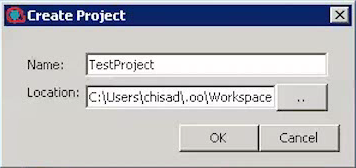 Create Project
Name: TestProject
Location: C:\Users\chisad\.oo\Workspace ..
OK Cancel